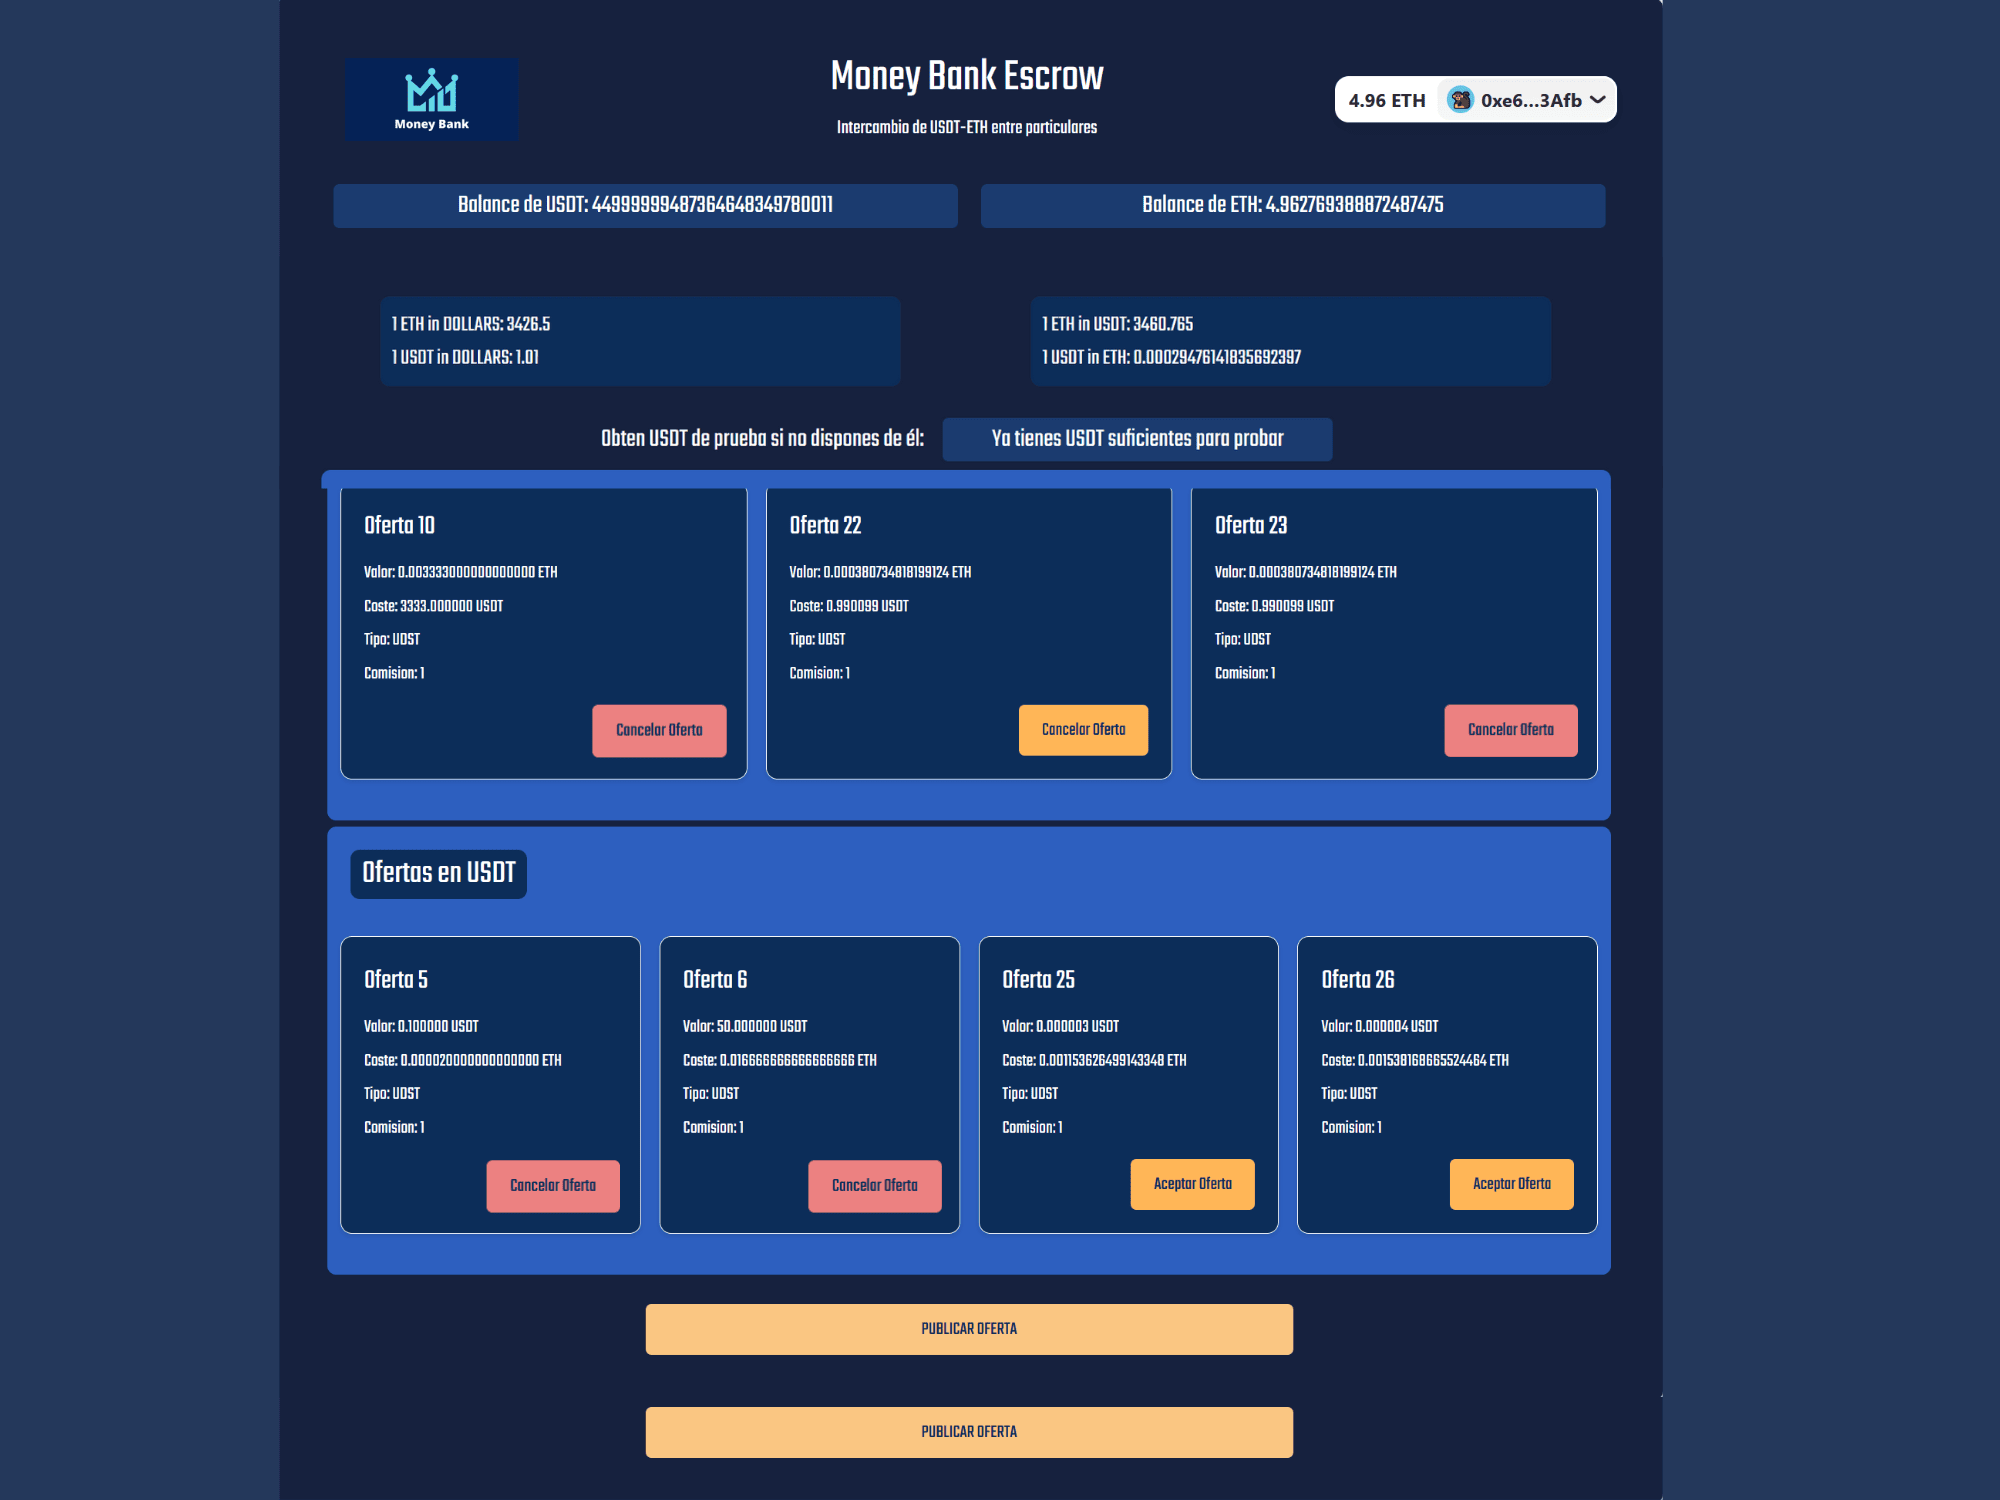 Money Bank
Money Bank Escrow
Intercambio de USDT-ETH entre particulares
4.96 ETH 0xe6...3Afb
Balance de USDT: 44999999487364648349780011
Balance de ETH: 4.962769388872487475
1 ETH in DOLLARS: 3426.5
1 USDT in DOLLARS: 1.01
1 ETH in USDT: 3460.765
1 USDT in ETH: 0.00029476141835692397
Obten USDT de prueba si no dispones de él:
Ya tienes USDT suficientes para probar
Oferta 10
Valor: 0.003333000000000000 ETH
Coste: 3333.000000 USDT
Tipo: UDST
Comision: 1
Cancelar Oferta
Oferta 22
Valor: 0.000380734818199124 ETH
Coste: 0.990099 USDT
Tipo: UDST
Comision: 1
Cancelar Oferta
Oferta 23
Valor: 0.000380734818199124 ETH
Coste: 0.990099 USDT
Tipo: UDST
Comision: 1
Cancelar Oferta
Ofertas en USDT
Oferta 5
Valor: 0.100000 USDT
Coste: 0.000020000000000000 ETH
Tipo: UDST
Comision: 1
Cancelar Oferta
Oferta 6
Valor: 50.000000 USDT
Coste: 0.016666666666666666 ETH
Tipo: UDST
Comision: 1
Cancelar Oferta
Oferta 25
Valor: 0.000003 USDT
Coste: 0.001153626499143348 ETH
Tipo: UDST
Comision: 1
Aceptar Oferta
Oferta 26
Valor: 0.000004 USDT
Coste: 0.001538168665524464 ETH
Tipo: UDST
Comision: 1
Aceptar Oferta
PUBLICAR OFERTA
PUBLICAR OFERTA